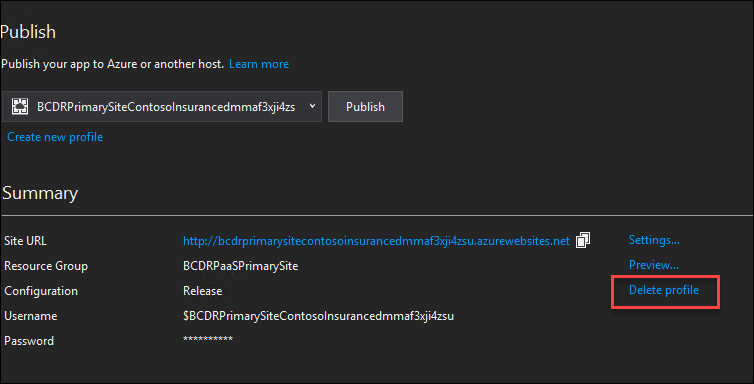 Publish
Publish your app to Azure or another host. Learn more
BCDRPrimarySiteContosoInsurancedmmaf3xji4zs Publish
Create new profile
Summary
Site URL http://bcdrprimarysitecontosoinsurancedmmaf3xji4zsu.azurewebsites.net Settings...
Resource Group BCDRPaaSPrimarySite Preview...
Configuration Release Delete profile
Username $BCDRPrimarySiteContosoInsurancedmmaf3xji4zsu
Password **********